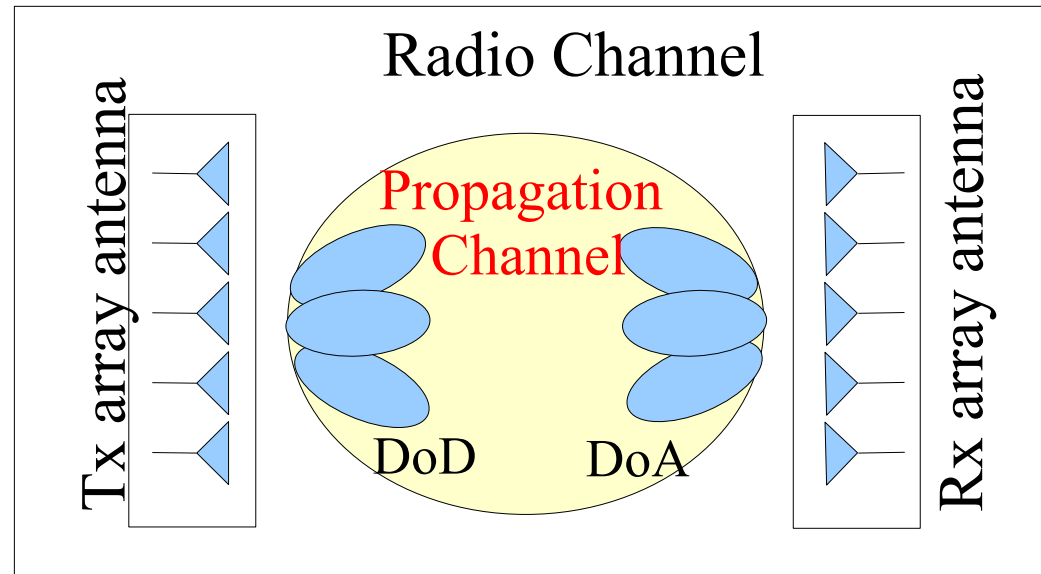 Radio Channel
Tx array antenna
Propagation
Channel
DoD
DoA
Rx array antenna